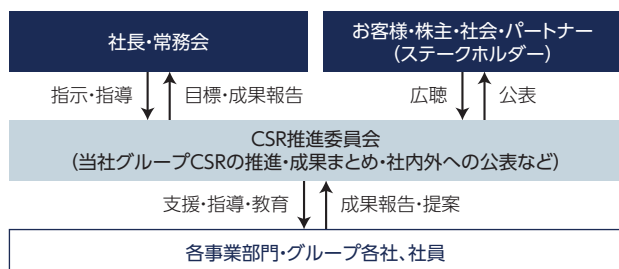 社長・常務会
お客様・株主・社会・パートナー
(ステークホルダー)
指示・指導
目標・成果報告
広聴
公表
CSR推進委員会
(当社グループCSRの推進・成果まとめ・社内外への公表など)
支援・指導・教育
成果報告・提案
各事業部門・グループ各社、社員